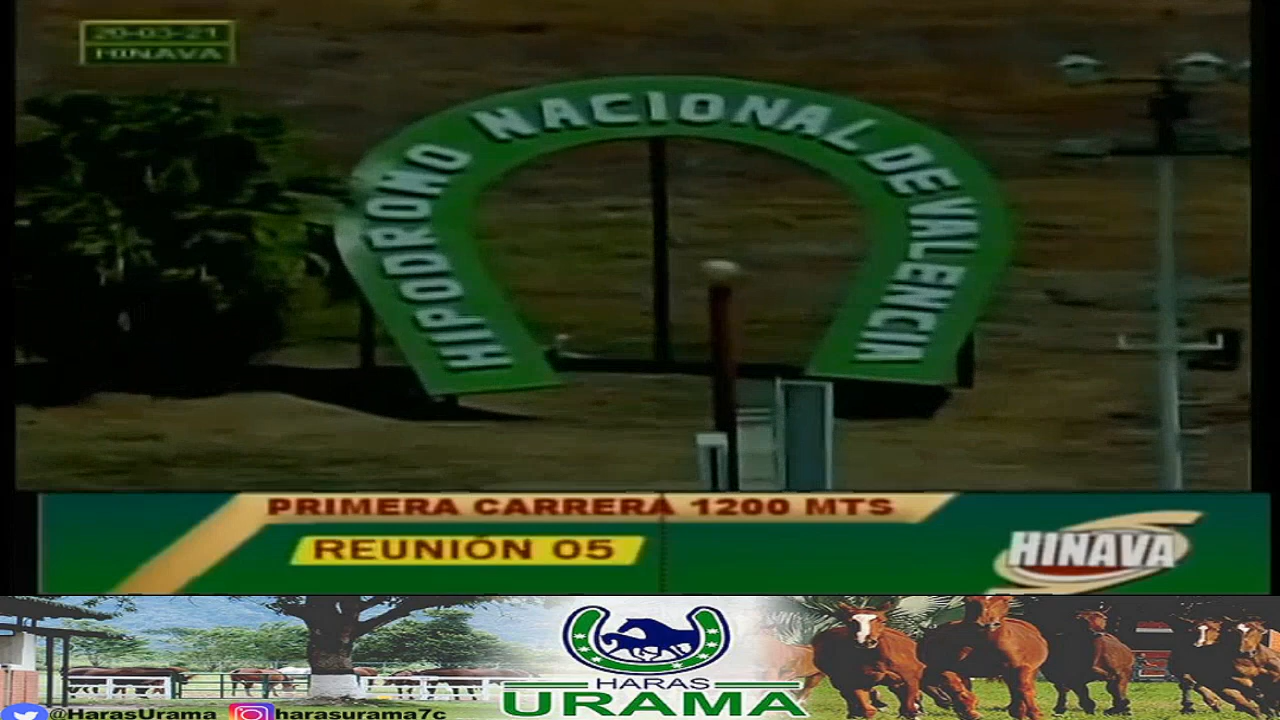 20-03-21
HINAVA
HIPODROMO NACIONAL DE VALENCIA
PRIMERA CARRERA 1200 MTS
REUNIÓN 05
HINAVA
HARAS
URAMA
@HarasUrama harasurama7c